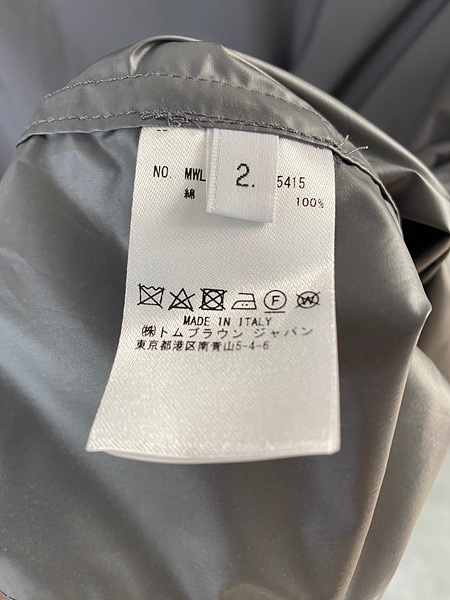 NO. MWL 5415
2.
綿 100%
F W
MADE IN ITALY
㈱トムブラウン ジャパン
東京都港区南青山5-4-6